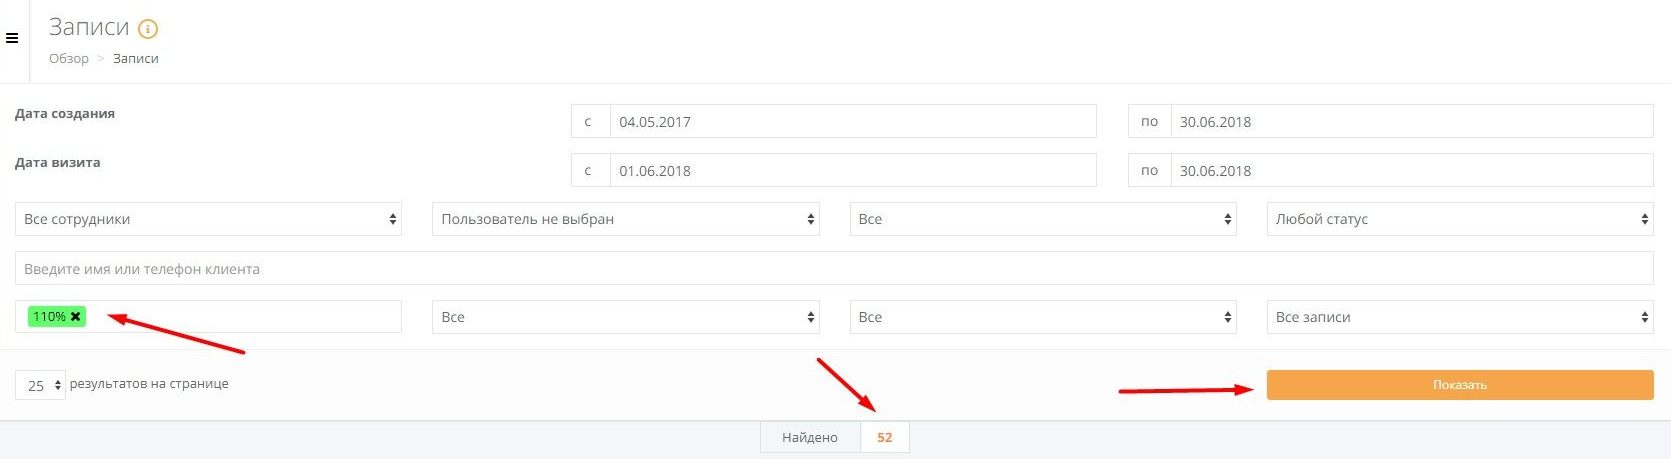 Записи
Обзор > Записи
Дата создания с 04.05.2017 по 30.06.2018
Дата визита с 01.06.2018 по 30.06.2018
Все сотрудники Пользователь не выбран Все Любой статус
Введите имя или телефон клиента
110% Все Все Все записи
25 результатов на странице Показать
Найдено 52